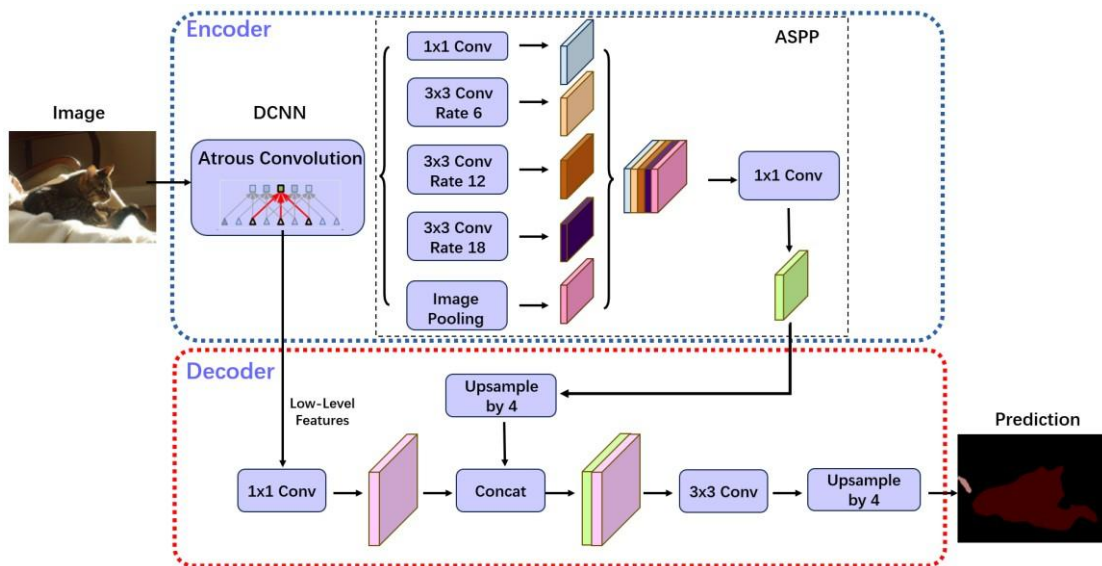 Encoder
ASPP
1x1 Conv
3x3 Conv
Rate 6
Image
DCNN
Atrous Convolution
3x3 Conv
Rate 12
1x1 Conv
3x3 Conv
Rate 18
Image
Pooling
Decoder
Upsample
by 4
Low-Level
Features
Prediction
1x1 Conv
Concat
3x3 Conv
Upsample
by 4